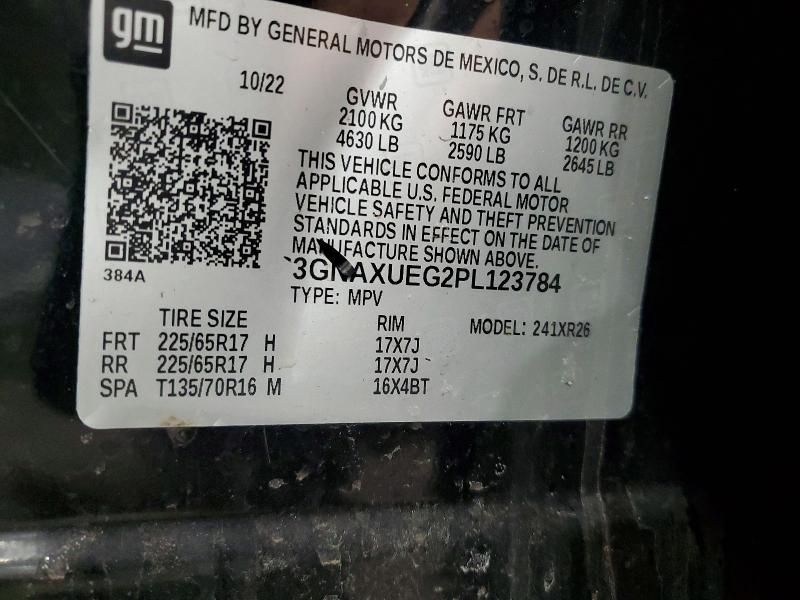 gm
MFD BY GENERAL MOTORS DE MEXICO, S. DE R.L. DE C.V.
10/22
GVWR GAWR FRT GAWR RR
2100 KG 1175 KG 1200 KG
4630 LB 2590 LB 2645 LB
THIS VEHICLE CONFORMS TO ALL
APPLICABLE U.S. FEDERAL MOTOR
VEHICLE SAFETY AND THEFT PREVENTION
STANDARDS IN EFFECT ON THE DATE OF
MANUFACTURE SHOWN ABOVE.
384A
3GNAXUEG2PL123784
TYPE: MPV
TIRE SIZE RIM MODEL: 241XR26
FRT 225/65R17 H 17X7J
RR 225/65R17 H 17X7J
SPA T135/70R16 M 16X4BT